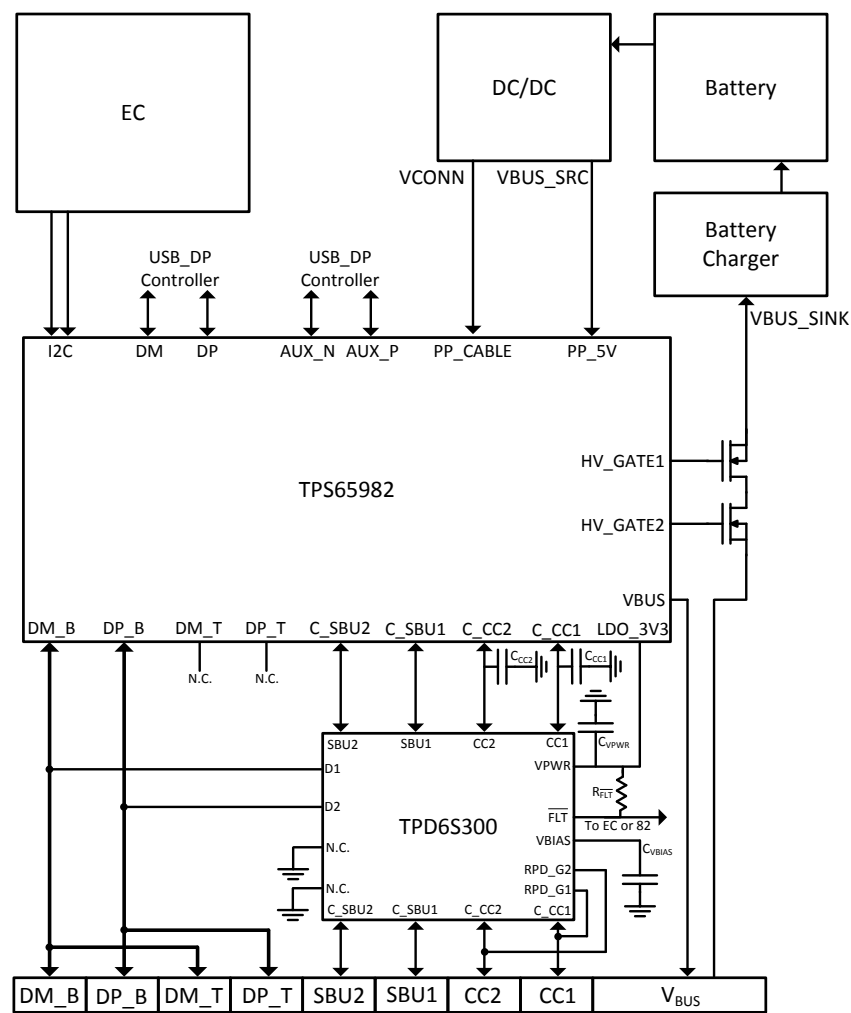 EC
DC/DC
Battery
VCONN
VBUS_SRC
Battery
Charger
USB_DP
Controller
USB_DP
Controller
VBUS_SINK
I2C
DM
DP
AUX_N
AUX_P
PP_CABLE
PP_5V
HV_GATE1
TPS65982
HV_GATE2
VBUS
DM_B
DP_B
DM_T
DP_T
C_SBU2
C_SBU1
C_CC2
C_CC1
LDO_3V3
N.C.
N.C.
CCC2
CCC1
SBU2
SBU1
CC2
CC1
CVPWR
VPWR
D1
RFLT
D2
TPD6S300
FLT
To EC or 82
VBIAS
CVBIAS
N.C.
RPD_G2
N.C.
RPD_G1
C_SBU2
C_SBU1
C_CC2
C_CC1
DM_B
DP_B
DM_T
DP_T
SBU2
SBU1
CC2
CC1
VBUS